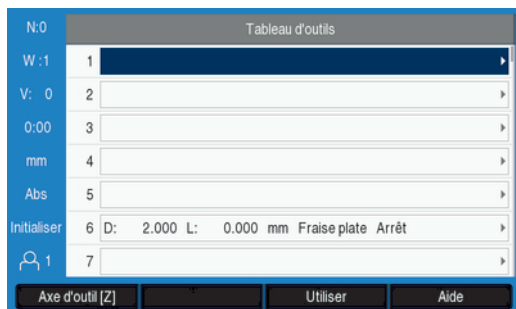 N:0
Tableau d'outils
W :1
1
V: 0
2
0:00
3
mm
4
Abs
5
Initialiser
6 D: 2.000 L: 0.000 mm Fraise plate Arrêt
1
7
Axe d'outil [Z]
Utiliser
Aide